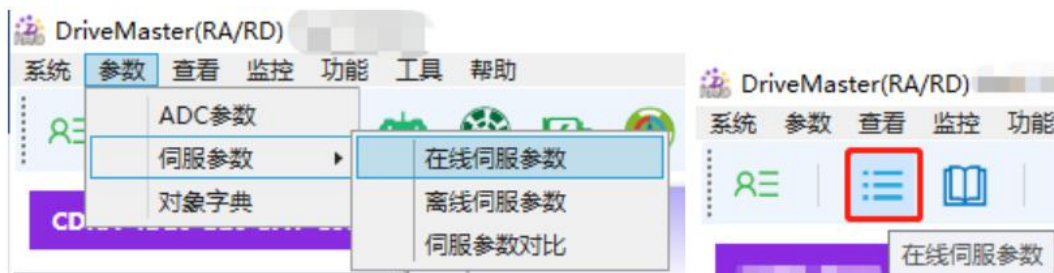 DriveMaster(RA/RD)
系统 参数 查看 监控 功能 工具 帮助
ADC参数
伺服参数
对象字典
在线伺服参数
离线伺服参数
伺服参数对比
CD
DriveMaster(RA/RD)
系统 参数 查看 监控 功能
在线伺服参数